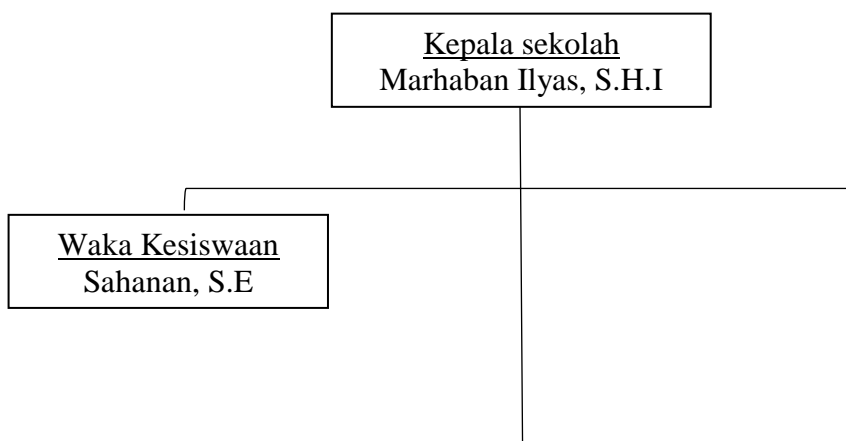 Kepala sekolah
Marhaban Ilyas, S.H.I
Waka Kesiswaan
Sahanan, S.E